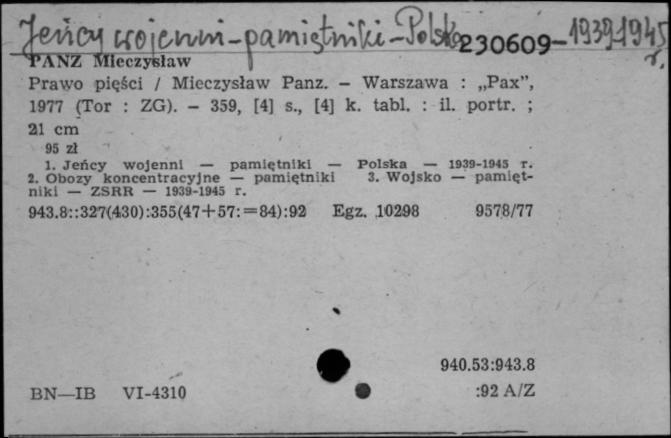 Jeńcy wojenni - pamiętniki - Polska - 1939-1945 r.
230609
PANZ Mieczysław
Prawo pięści / Mieczysław Panz. – Warszawa : „Pax”,
1977 (Tor : ZG). – 359, [4] s., [4] k. tabl. : il. portr. ;
21 cm
95 zł
1. Jeńcy wojenni — pamiętniki — Polska — 1939-1945 r.
2. Obozy koncentracyjne — pamiętniki 3. Wojsko — pamięt-
niki — ZSRR — 1939-1945 r.
943.8::327(430):355(47+57:=84):92 Egz. 10298 9578/77
940.53:943.8
BN—IB VI-4310 :92 A/Z